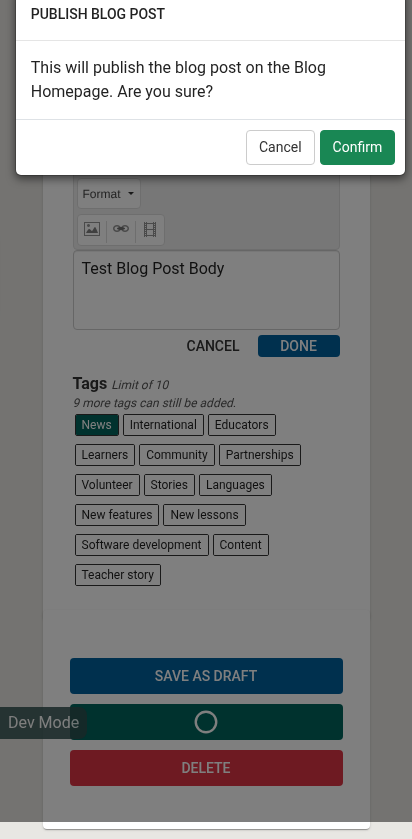 PUBLISH BLOG POST
This will publish the blog post on the Blog
Homepage. Are you sure?
Cancel Confirm
Format
Test Blog Post Body
CANCEL DONE
Tags Limit of 10
9 more tags can still be added.
News International Educators
Learners Community Partnerships
Volunteer Stories Languages
New features New lessons
Software development Content
Teacher story
SAVE AS DRAFT
Dev Mode
DELETE